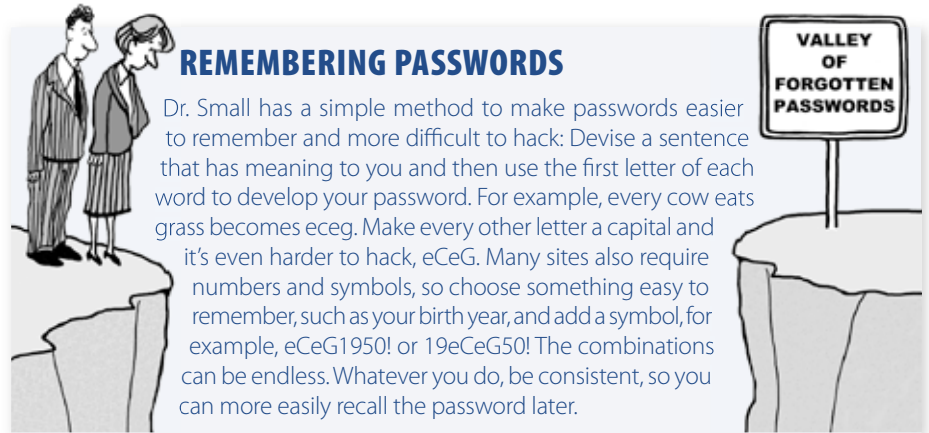 REMEMBERING PASSWORDS
Dr. Small has a simple method to make passwords easier
to remember and more difficult to hack: Devise a sentence
that has meaning to you and then use the first letter of each
word to develop your password. For example, every cow eats
grass becomes eceg. Make every other letter a capital and
it's even harder to hack, eCeG. Many sites also require
numbers and symbols, so choose something easy to
remember, such as your birth year, and add a symbol, for
example, eCeG1950! or 19eCeG50! The combinations
can be endless. Whatever you do, be consistent, so you
can more easily recall the password later.
VALLEY
OF
FORGOTTEN
PASSWORDS